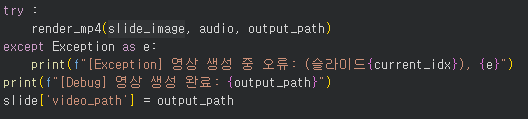 try :
    render_mp4(slide_image, audio, output_path)
except Exception as e:
    print(f"[Exception] 영상 생성 중 오류: (슬라이드{current_idx}), {e}")
print(f"[Debug] 영상 생성 완료: {output_path}")
slide['video_path'] = output_path